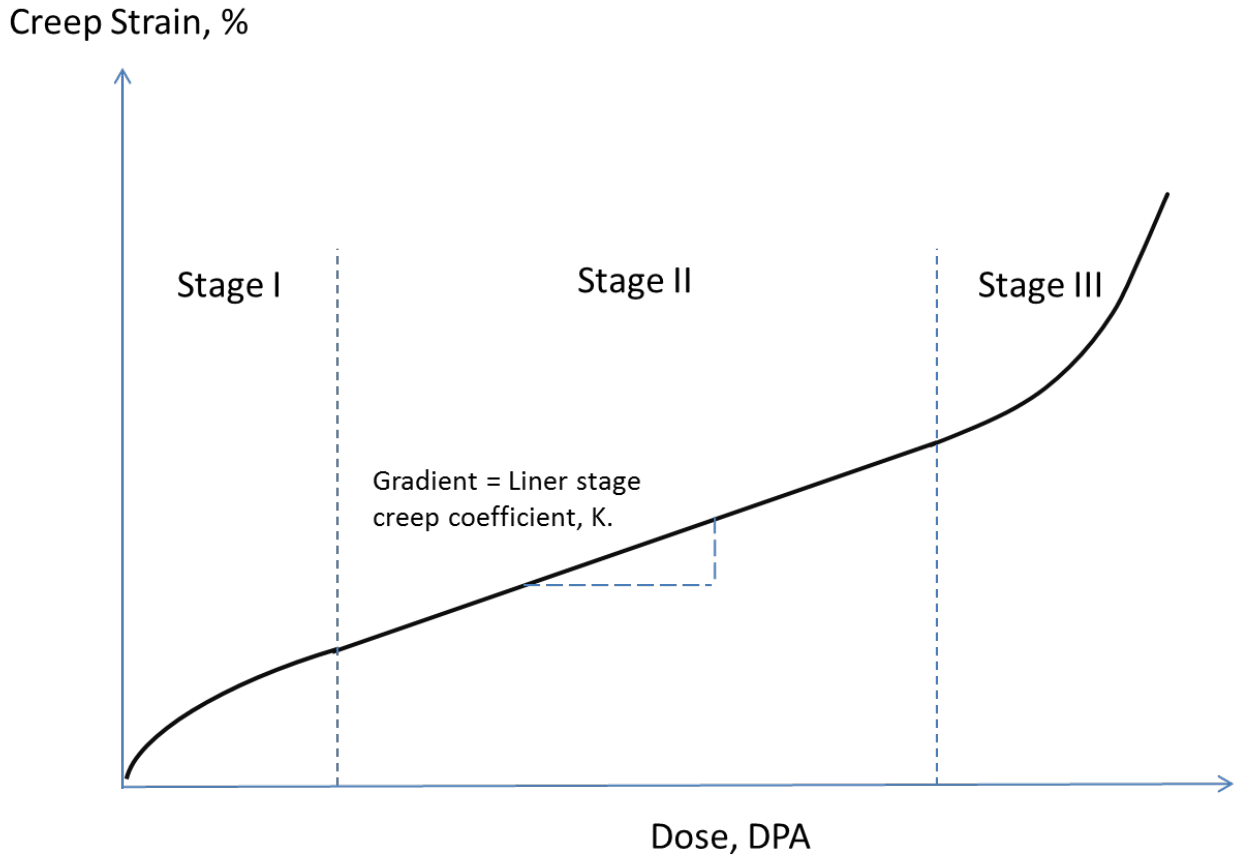 Creep Strain, %
Stage I
Stage II
Stage III
Gradient = Liner stage
creep coefficient, K.
Dose, DPA